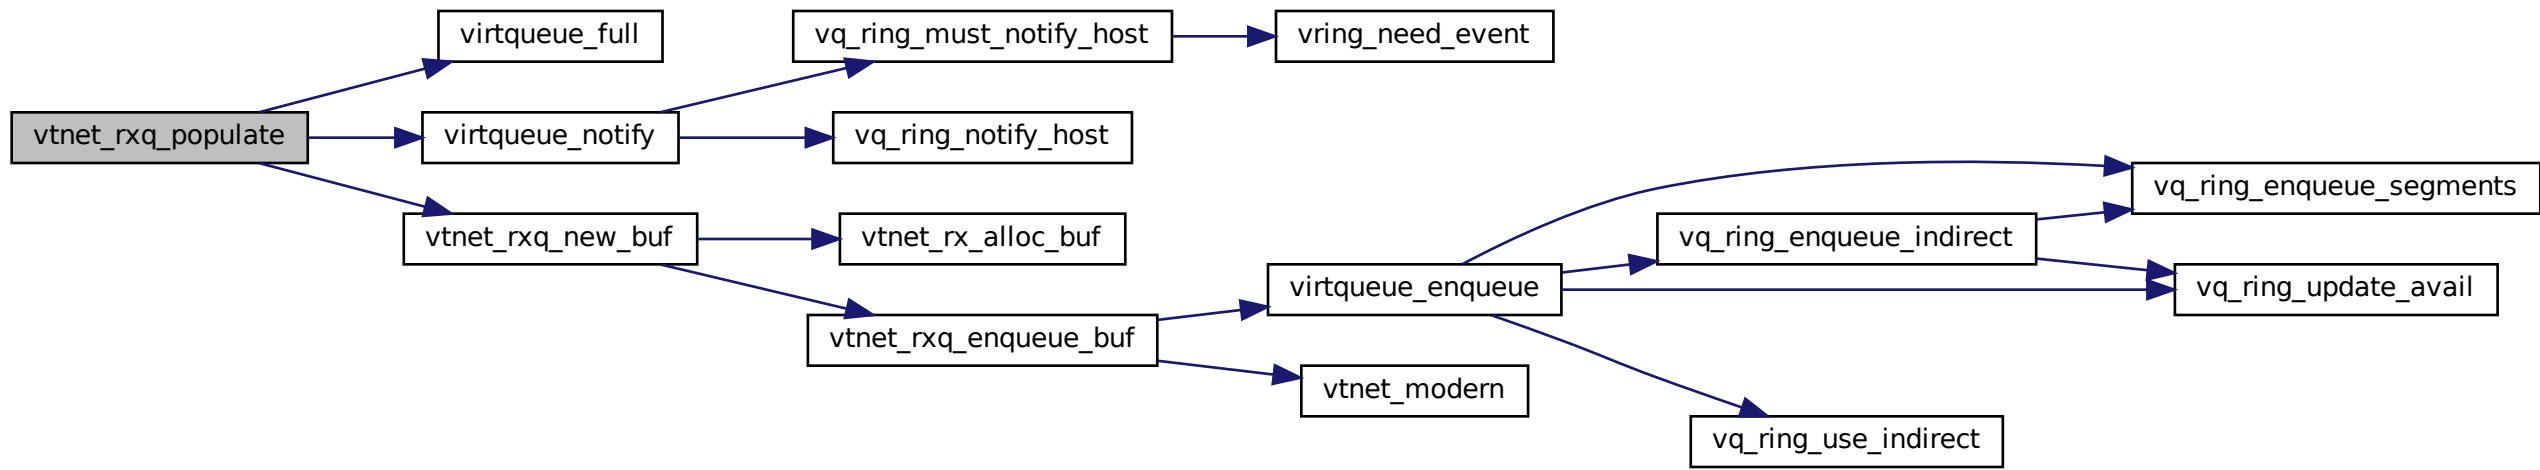 vtnet_rxq_populate
virtqueue_full
virtqueue_notify
vtnet_rxq_new_buf
vq_ring_must_notify_host
vq_ring_notify_host
vtnet_rx_alloc_buf
vtnet_rxq_enqueue_buf
vring_need_event
virtqueue_enqueue
vtnet_modern
vq_ring_enqueue_indirect
vq_ring_use_indirect
vq_ring_enqueue_segments
vq_ring_update_avail